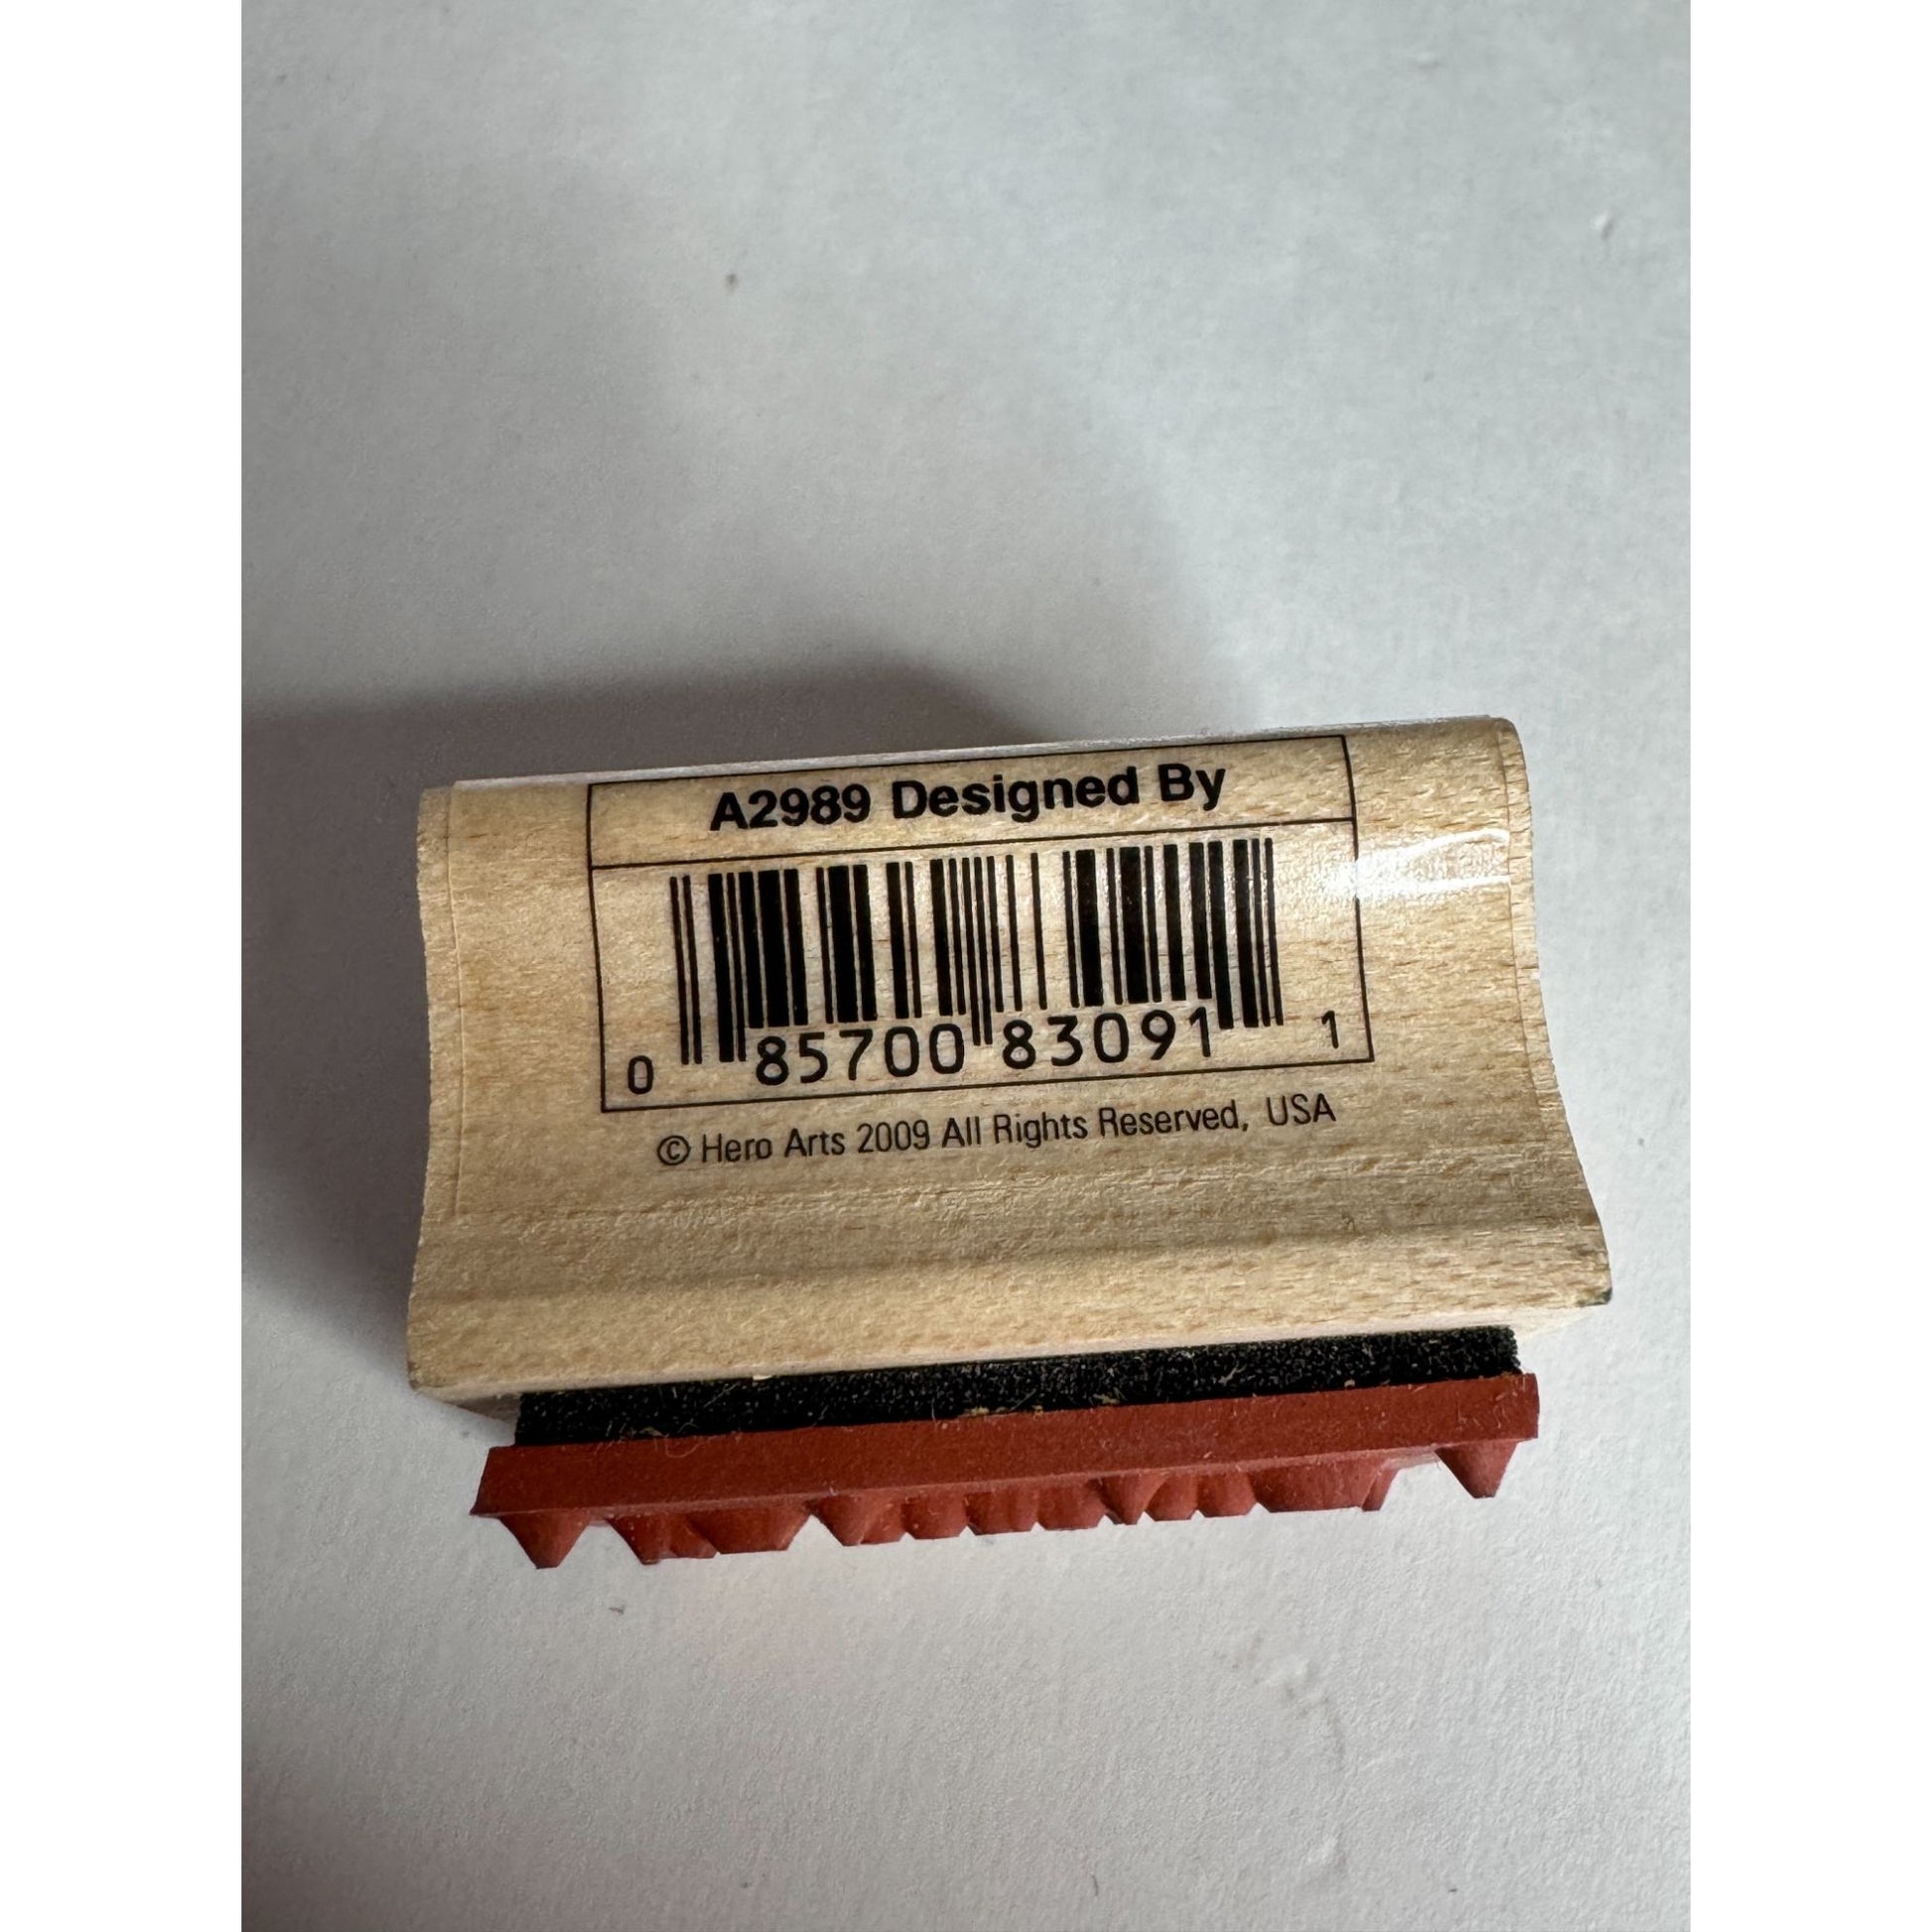 A2989 Designed By
0 85700 83091 1
© Hero Arts 2009 All Rights Reserved, USA